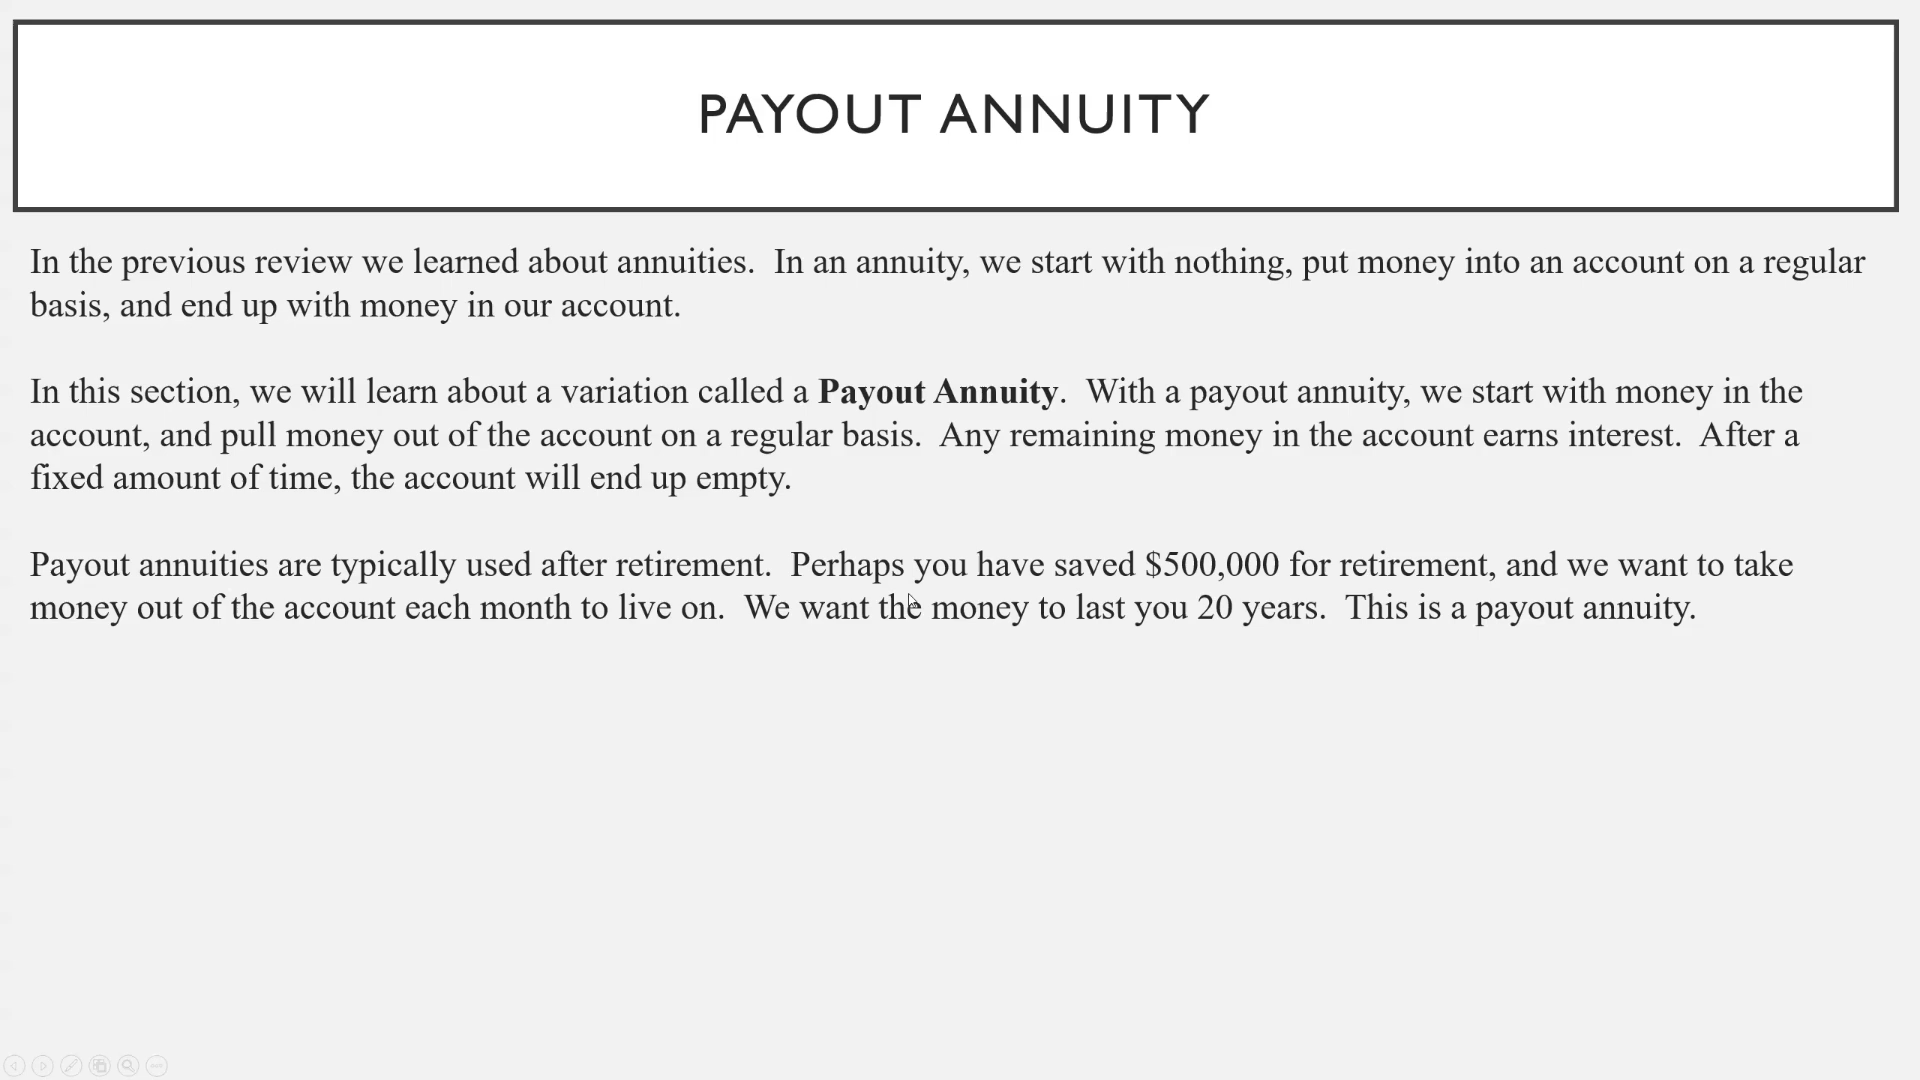 PAYOUT ANNUITY
In the previous review we learned about annuities.  In an annuity, we start with nothing, put money into an account on a regular
basis, and end up with money in our account.
In this section, we will learn about a variation called a Payout Annuity.  With a payout annuity, we start with money in the
account, and pull money out of the account on a regular basis.  Any remaining money in the account earns interest.  After a
fixed amount of time, the account will end up empty.
Payout annuities are typically used after retirement.  Perhaps you have saved $500,000 for retirement, and we want to take
money out of the account each month to live on.  We want the money to last you 20 years.  This is a payout annuity.